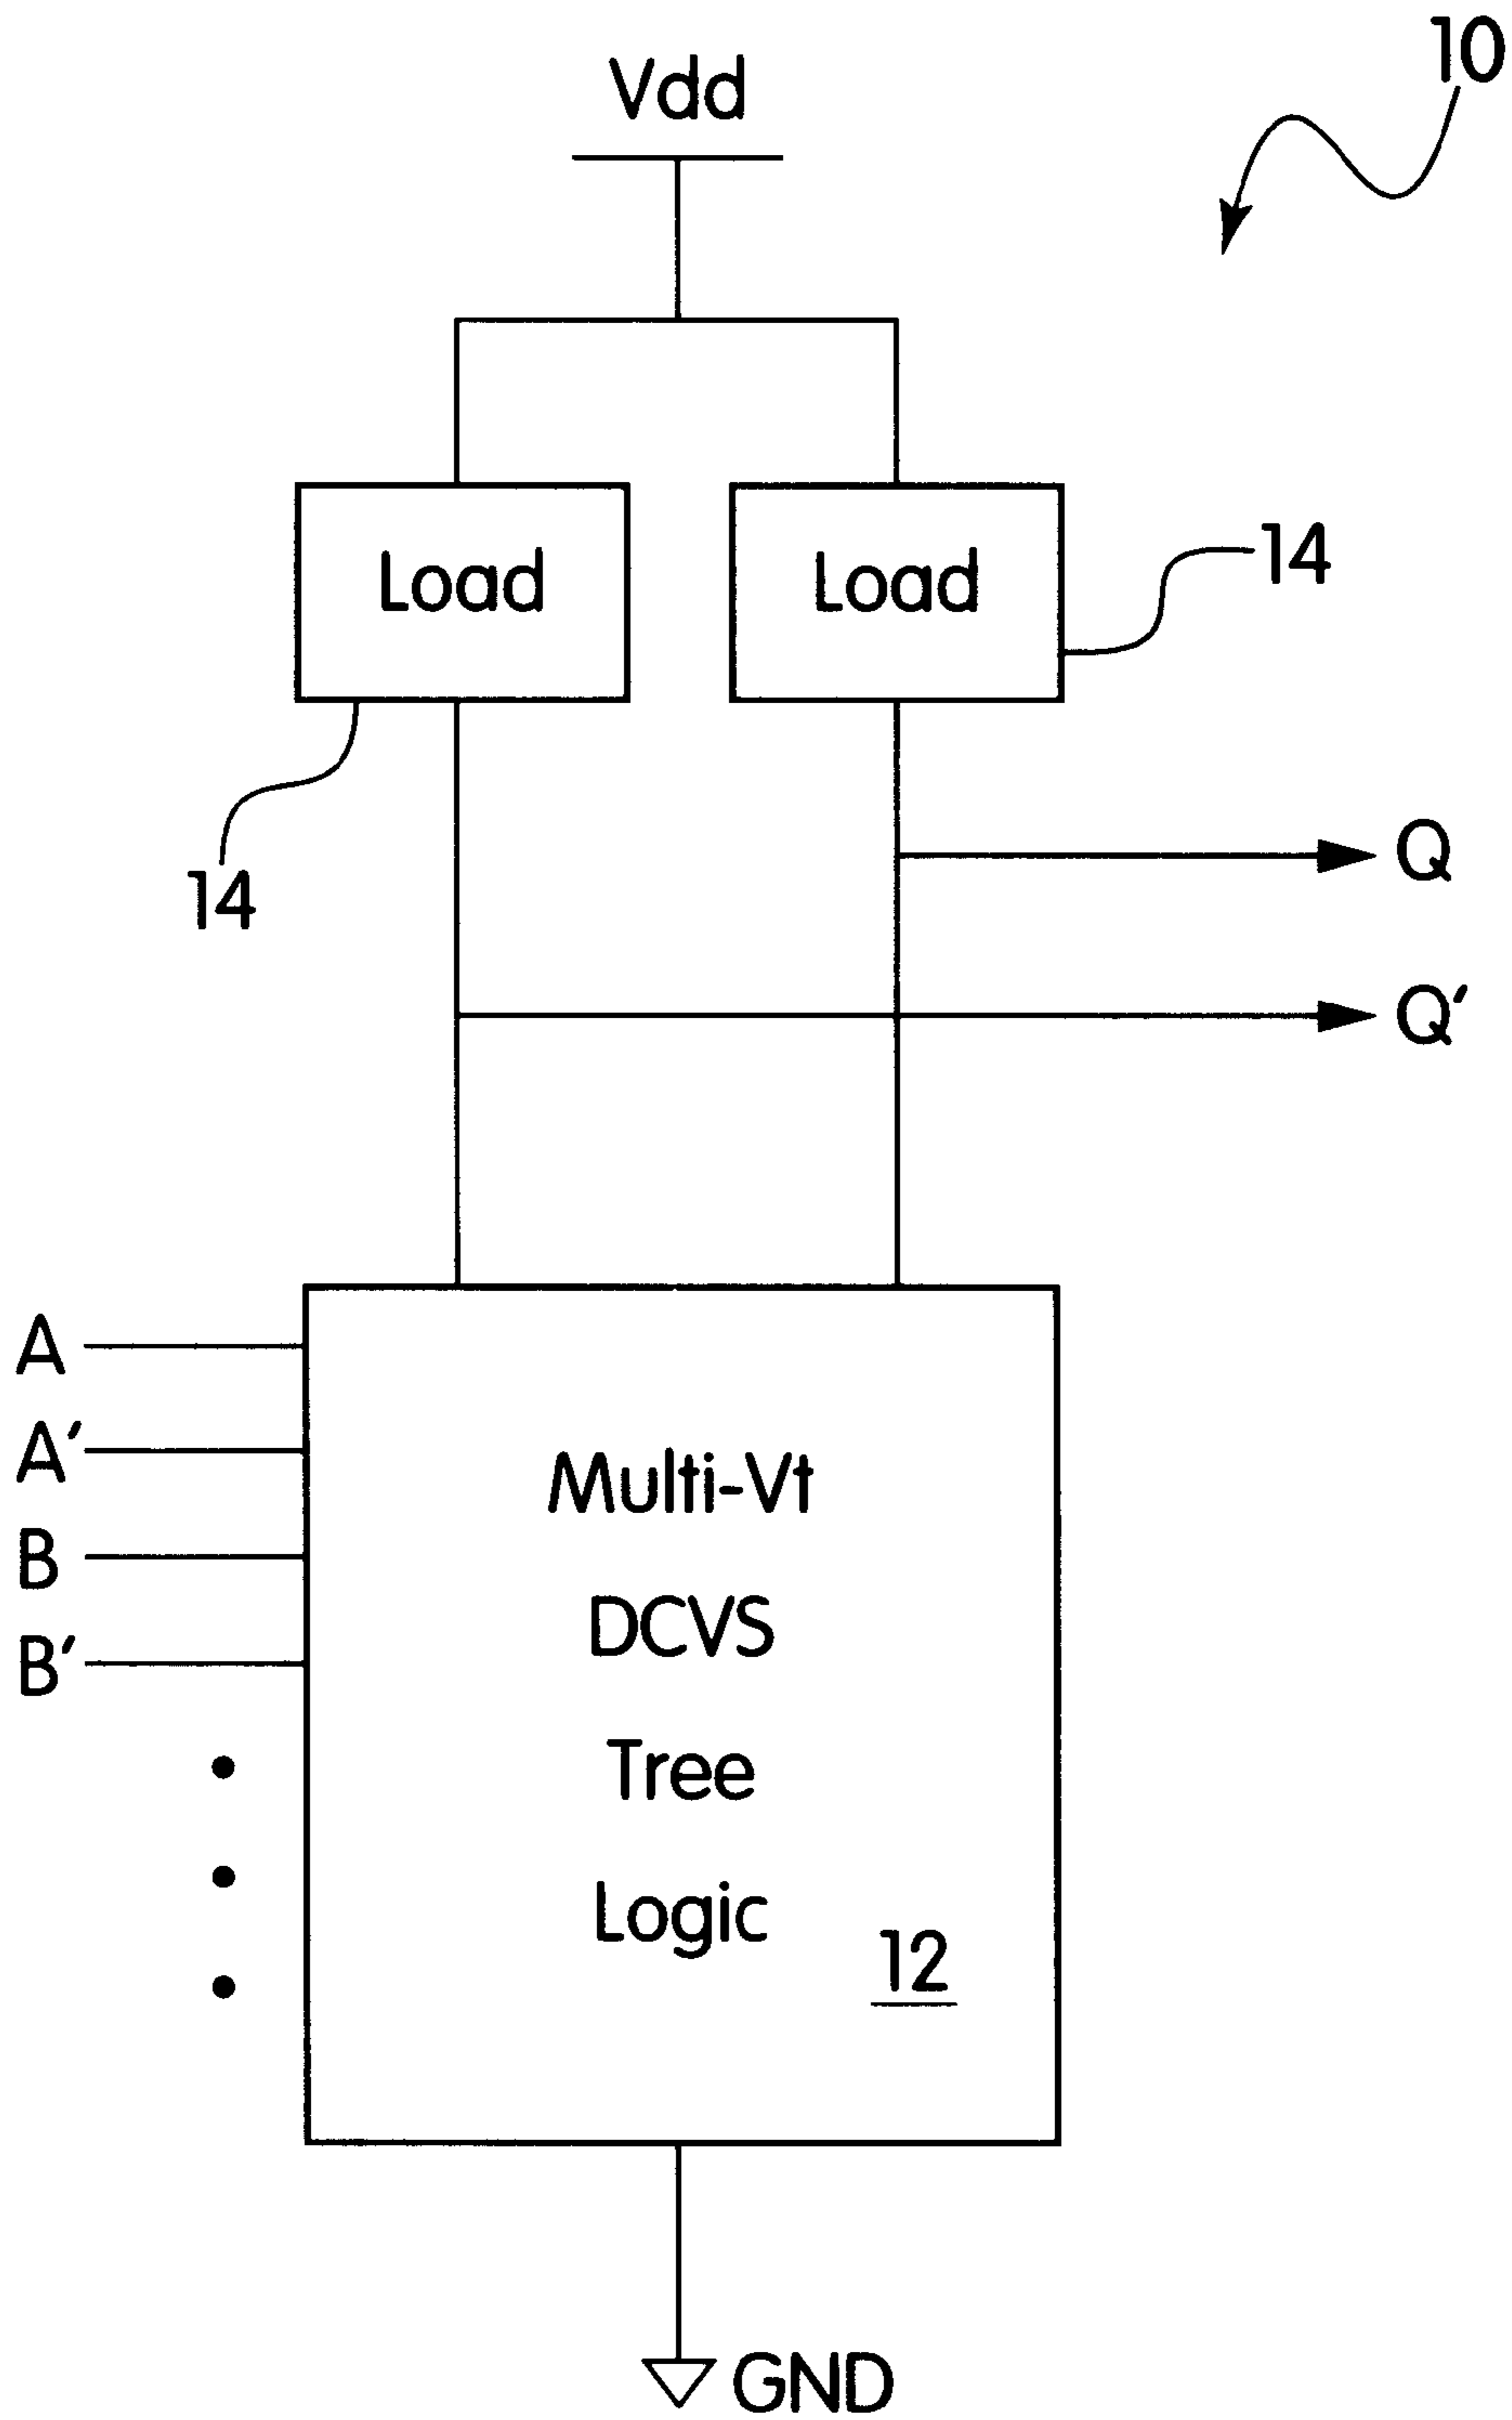 10
Vdd
Load
Load
14
14
Q
Q'
A
A'
B
B'
Multi-Vt
DCVS
Tree
Logic
12
GND